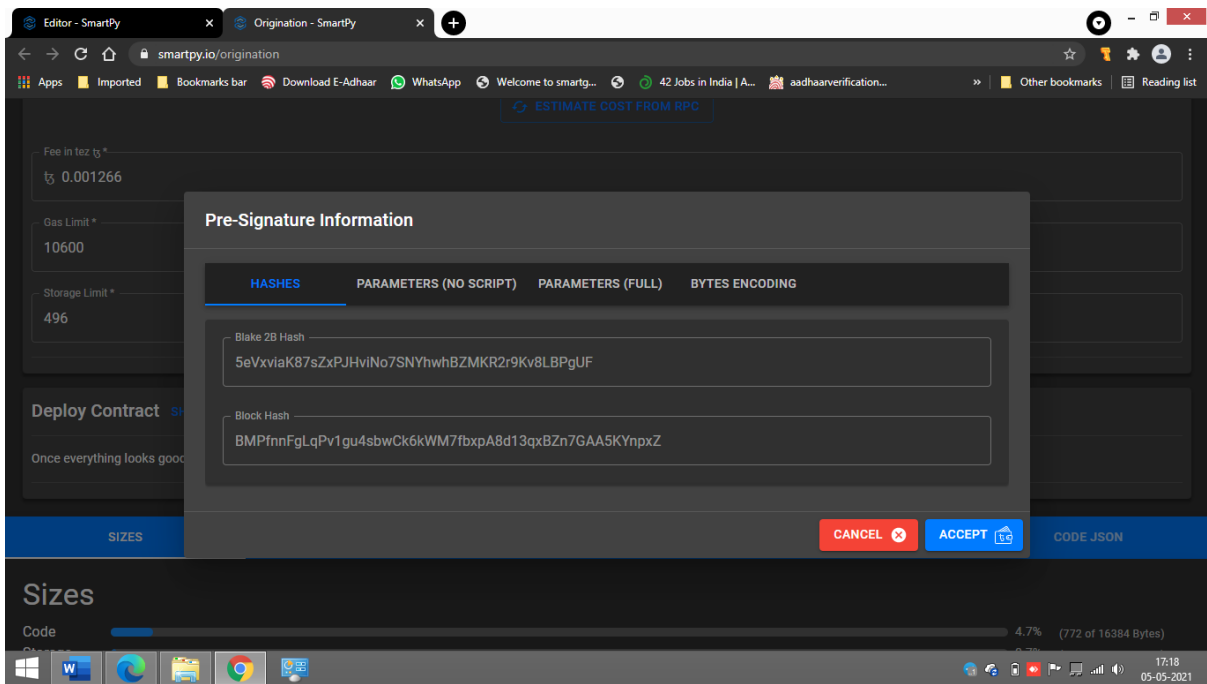 Editor - SmartPy
Origination - SmartPy
smartpy.io/origination
Apps Imported Bookmarks bar Download E-Adhaar WhatsApp Welcome to smartg... 42 Jobs in India | A... aadhaarverification... » Other bookmarks Reading list
ESTIMATE COST FROM RPC
Fee in tez ꜩ *
ꜩ 0.001266
Gas Limit *
10600
Storage Limit *
496
Pre-Signature Information
HASHES PARAMETERS (NO SCRIPT) PARAMETERS (FULL) BYTES ENCODING
Blake 2B Hash
5eVxviaK87sZxPJHviNo7SNYhwhBZMKR2r9Kv8LBPgUF
Block Hash
BMPfnnFgLqPv1gu4sbwCk6kWM7fbxpA8d13qxBZn7GAA5KYnpxZ
CANCEL ACCEPT
Deploy Contract
Once everything looks good
SIZES CODE JSON
Sizes
Code 4.7% (772 of 16384 Bytes)
17:18
05-05-2021